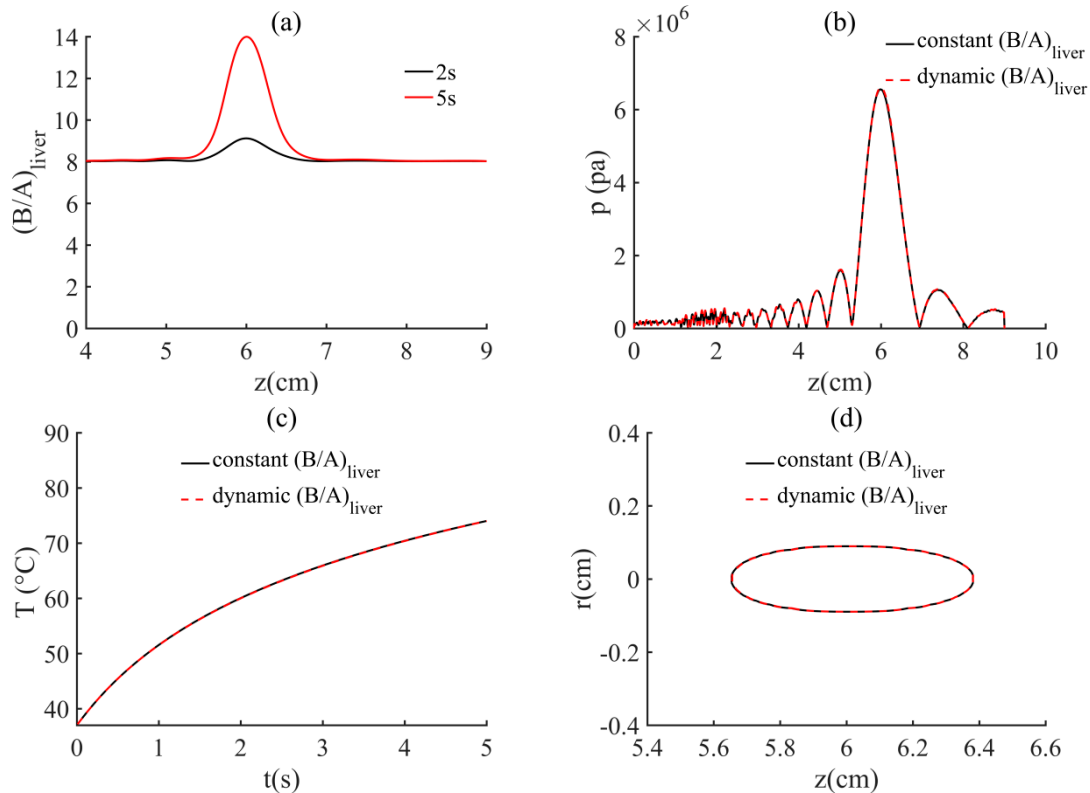 (a)
14
12
10
8
6
4
2
0
(B/A)liver
2s
5s
4 5 6 7 8 9
z(cm)
(b)
×10⁶
8
6
4
2
0
p (pa)
constant (B/A)liver
dynamic (B/A)liver
0 2 4 6 8 10
z(cm)
(c)
90
80
70
60
50
40
T (°C)
constant (B/A)liver
dynamic (B/A)liver
0 1 2 3 4 5
t(s)
(d)
0.4
0.2
0
-0.2
-0.4
r(cm)
constant (B/A)liver
dynamic (B/A)liver
5.4 5.6 5.8 6 6.2 6.4 6.6
z(cm)